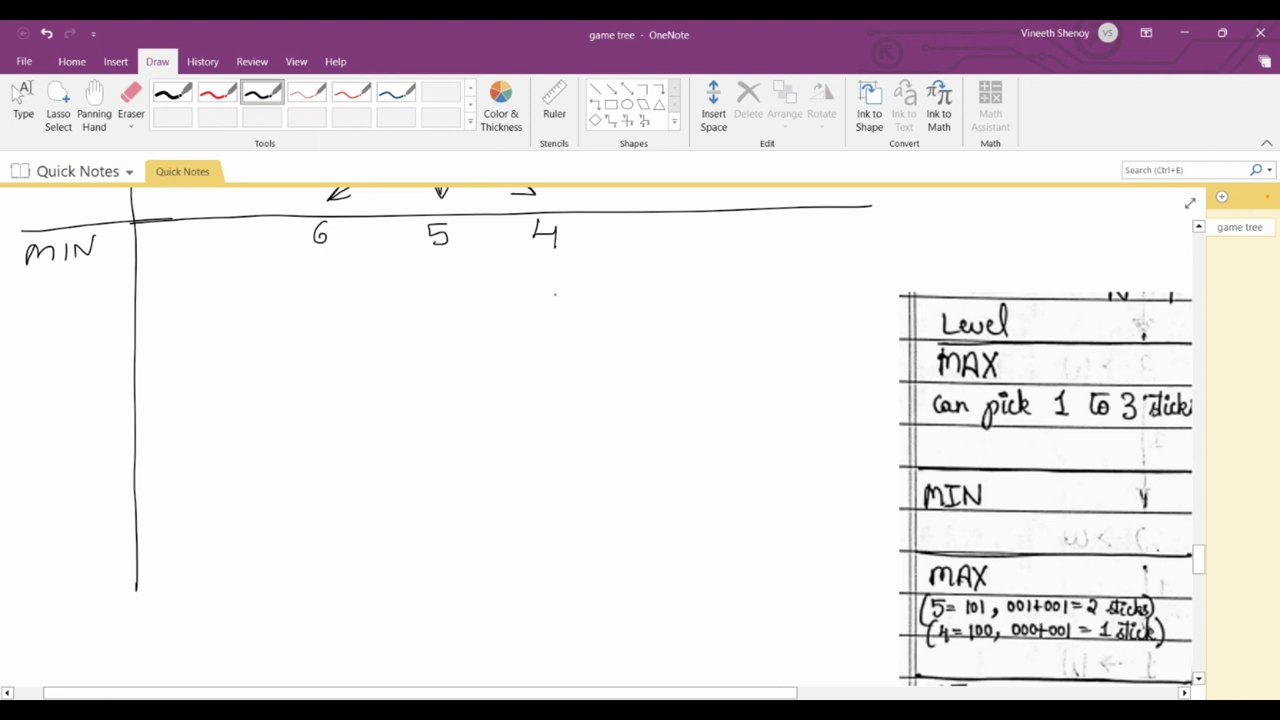 game tree - OneNote
Vineeth Shenoy
VS
File
Home
Insert
Draw
History
Review
View
Help
Type
Lasso Select
Panning Hand
Eraser
Color & Thickness
Ruler
Insert Space
Delete
Arrange
Rotate
Ink to Shape
Ink to Text
Ink to Math
Math Assistant
Tools
Stencils
Shapes
Edit
Convert
Math
Quick Notes
Quick Notes
Search (Ctrl+E)
game tree
MIN
6 5 4
Level
MAX
can pick 1 to 3 sticks
MIN
MAX
(5= 101, 001+001= 2 sticks)
(4=100, 000+001 = 1 stick)